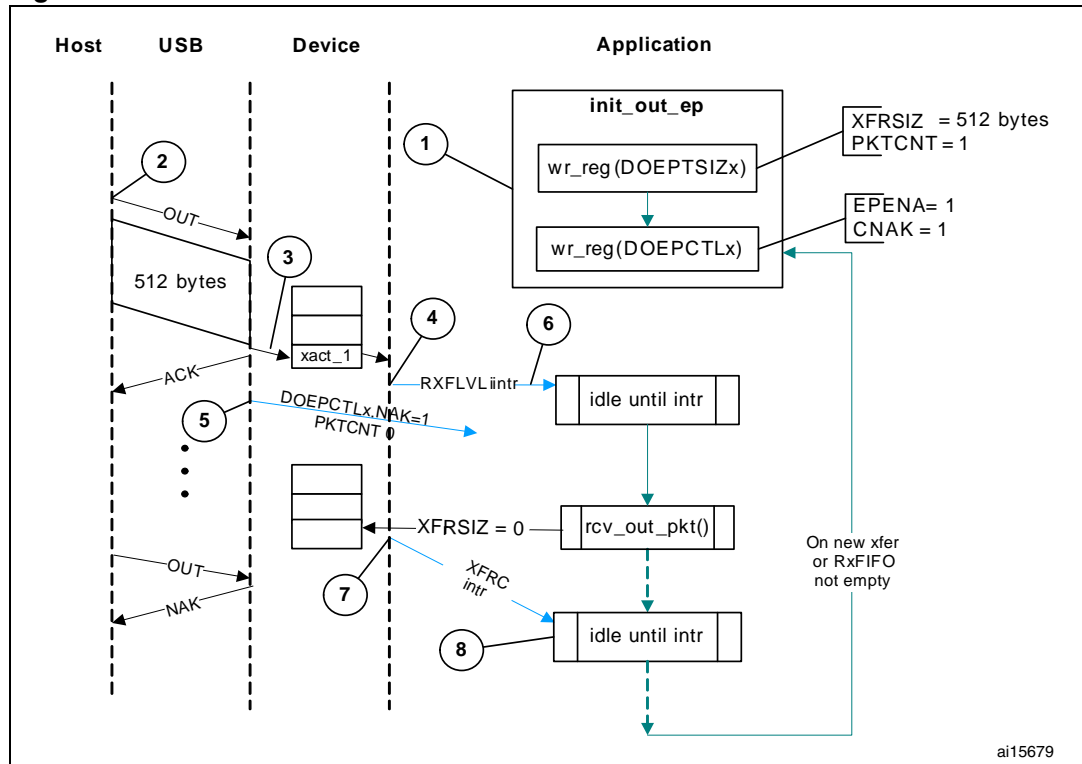 Host USB Device Application
init_out_ep
XFRSIZ = 512 bytes
PKTCNT = 1
1
wr_reg(DOEPTSIZx)
2
EPENA= 1
CNAK = 1
OUT
wr_reg(DOEPCTLx)
3
512 bytes
4
6
xact_1
ACK
RXFLVL iintr
idle until intr
DOEPCTLx,NAK=1
PKTCNT 0
5
XFRSIZ = 0
rcv_out_pkt()
On new xfer
or RxFIFO
not empty
OUT
XFRC
intr
7
NAK
idle until intr
8
ai15679